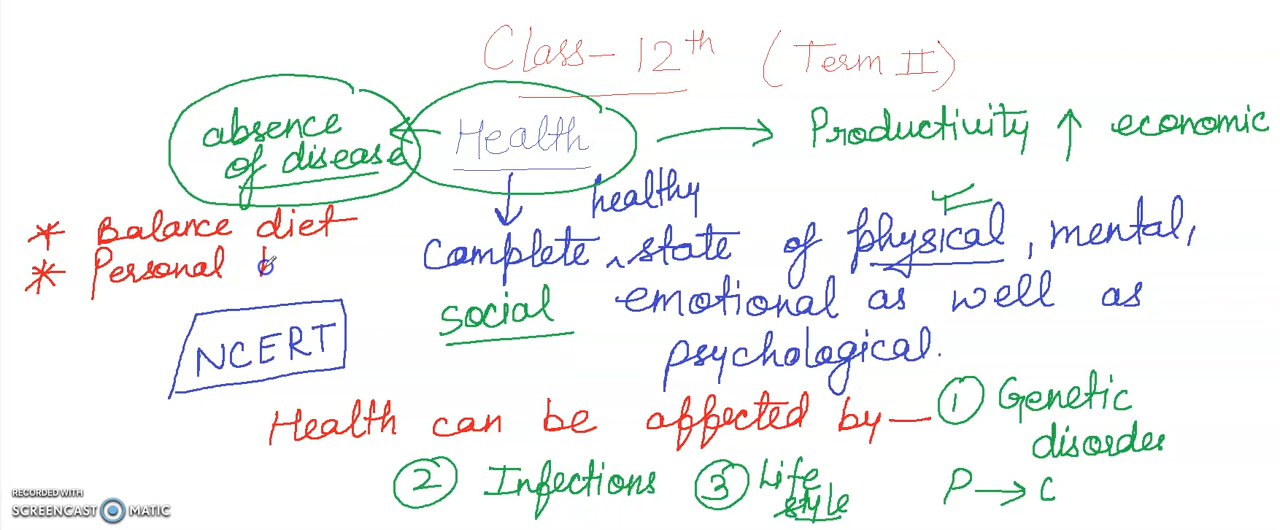 Class-12th (Term II)
absence of disease ← Health → Productivity ↑ economic
healthy
* Balance diet
Complete ^ state of physical, mental,
* Personal
social emotional as well as
NCERT
psychological.
Health can be affected by— ① Genetic disorder
② Infections ③ Life style P → C
RECORDED WITH
SCREENCAST MATIC